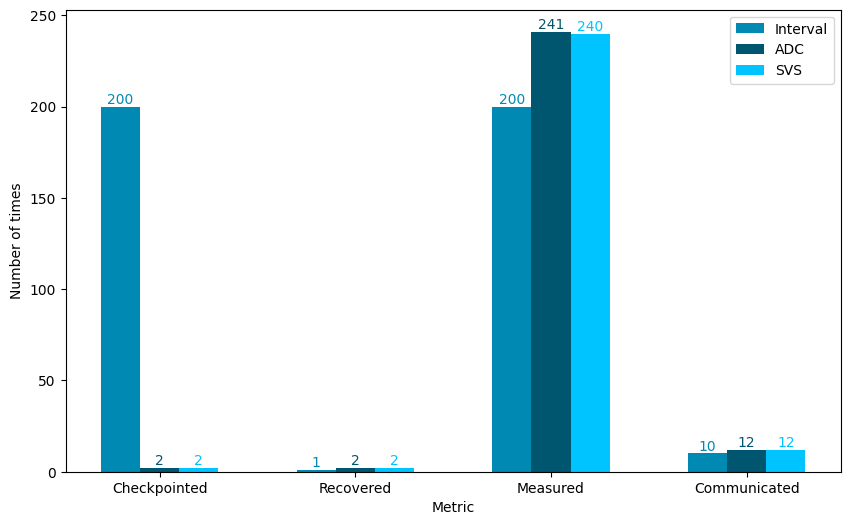 250
200
150
100
50
0
Number of times
Interval
ADC
SVS
200
2
2
1
2
2
200
241
240
10
12
12
Checkpointed
Recovered
Measured
Communicated
Metric